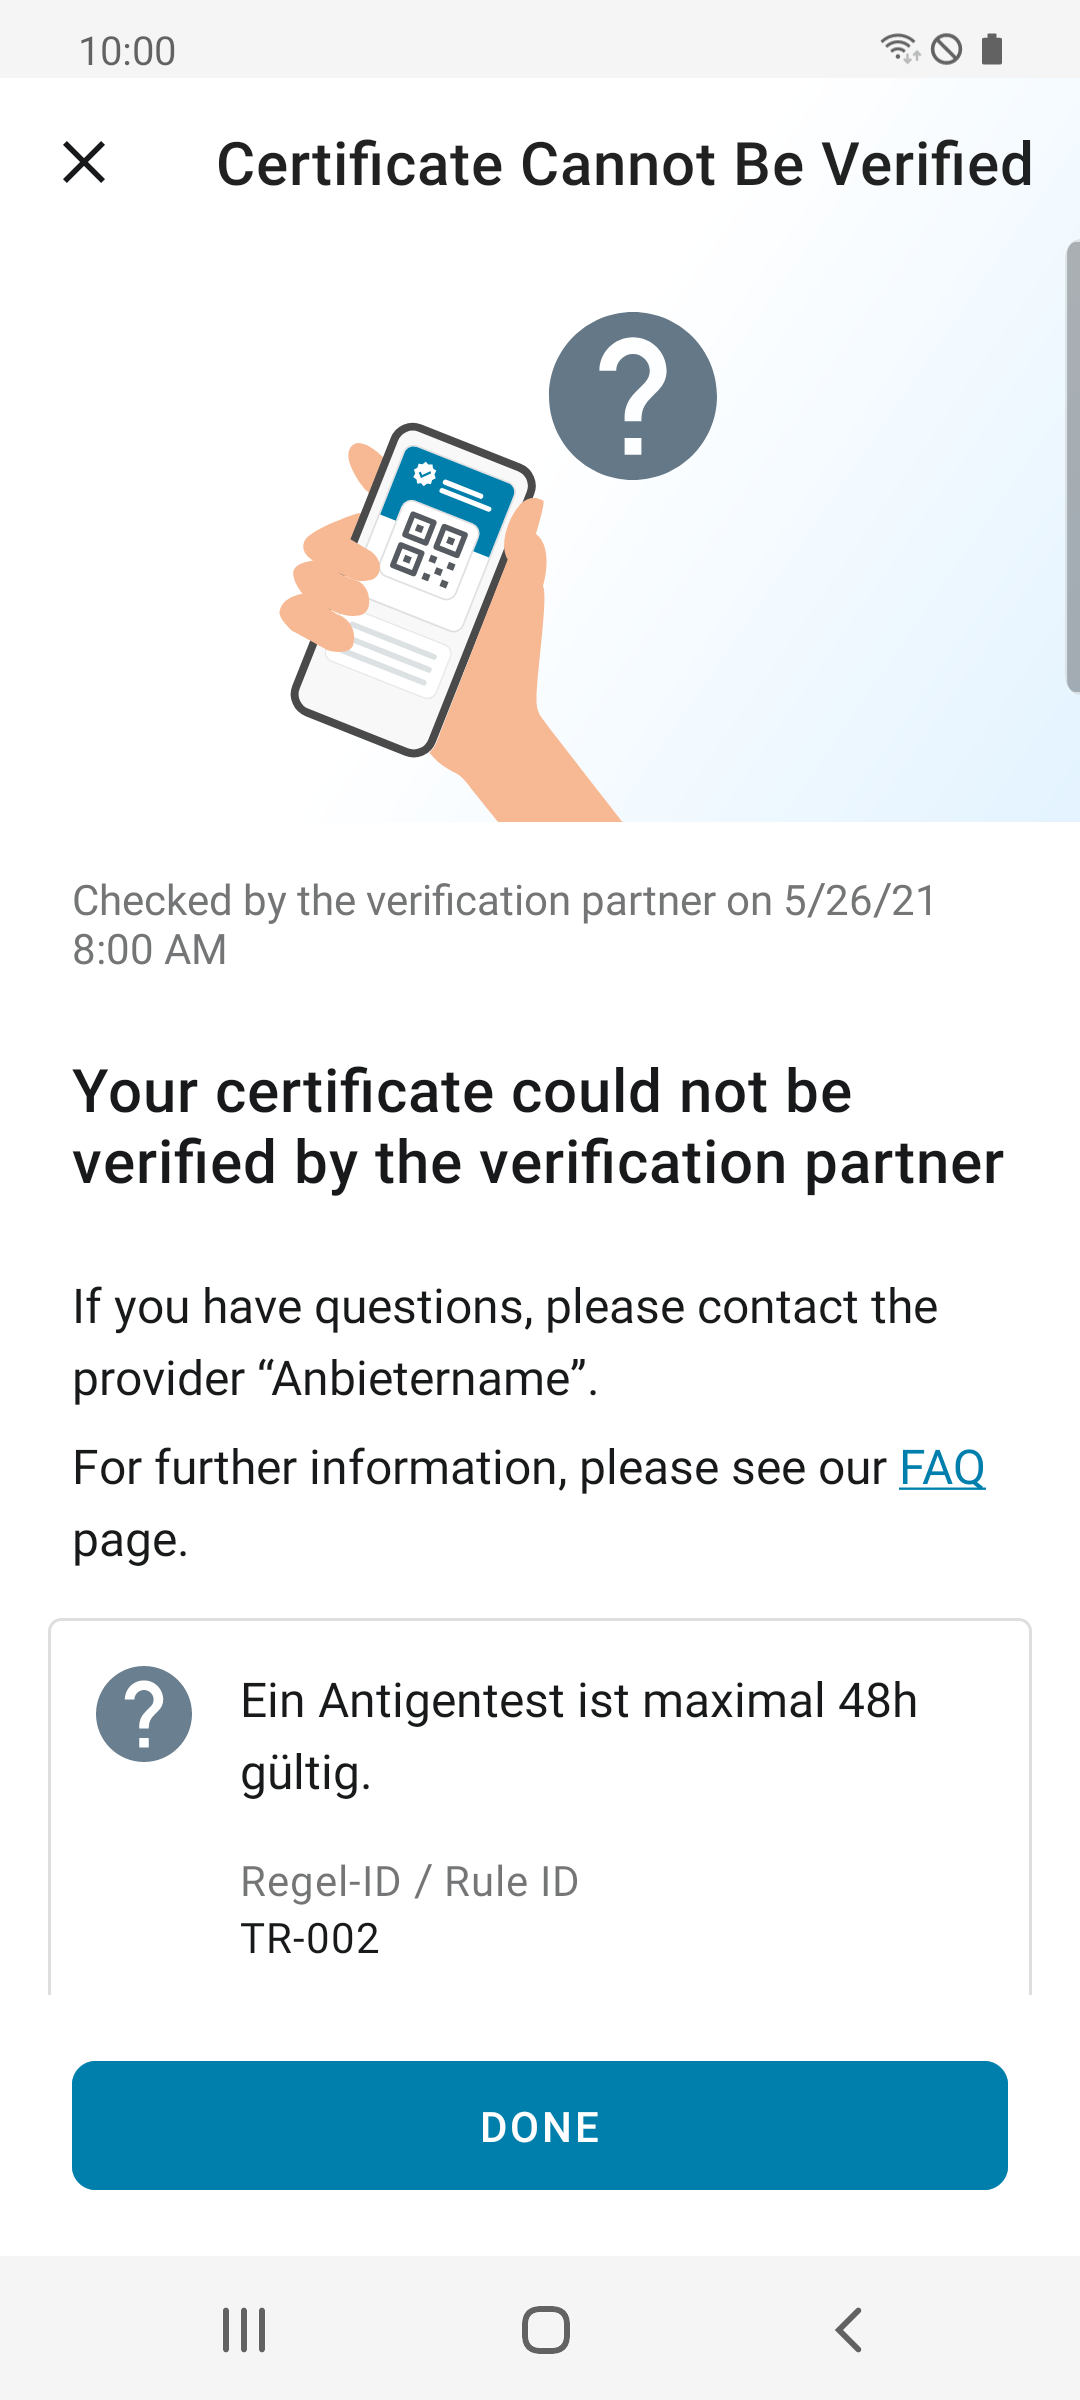 10:00
Certificate Cannot Be Verified
Checked by the verification partner on 5/26/21
8:00 AM
Your certificate could not be
verified by the verification partner
If you have questions, please contact the
provider “Anbietername”.
For further information, please see our FAQ
page.
Ein Antigentest ist maximal 48h
gültig.
Regel-ID / Rule ID
TR-002
DONE